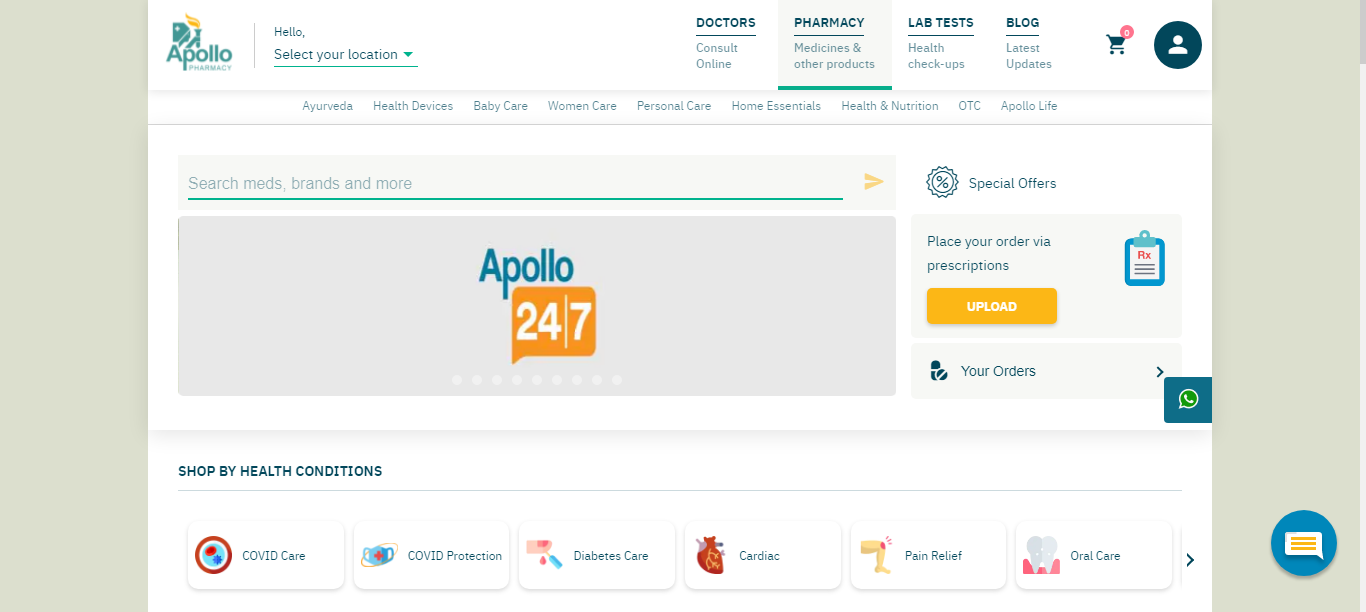 Apollo
PHARMACY
Hello,
Select your location
DOCTORS
Consult
Online
PHARMACY
Medicines &
other products
LAB TESTS
Health
check-ups
BLOG
Latest
Updates
0
Ayurveda Health Devices Baby Care Women Care Personal Care Home Essentials Health & Nutrition OTC Apollo Life
Search meds, brands and more
% Special Offers
Apollo
24|7
Place your order via
prescriptions
Rx
UPLOAD
Your Orders
SHOP BY HEALTH CONDITIONS
COVID Care COVID Protection Diabetes Care Cardiac Pain Relief Oral Care